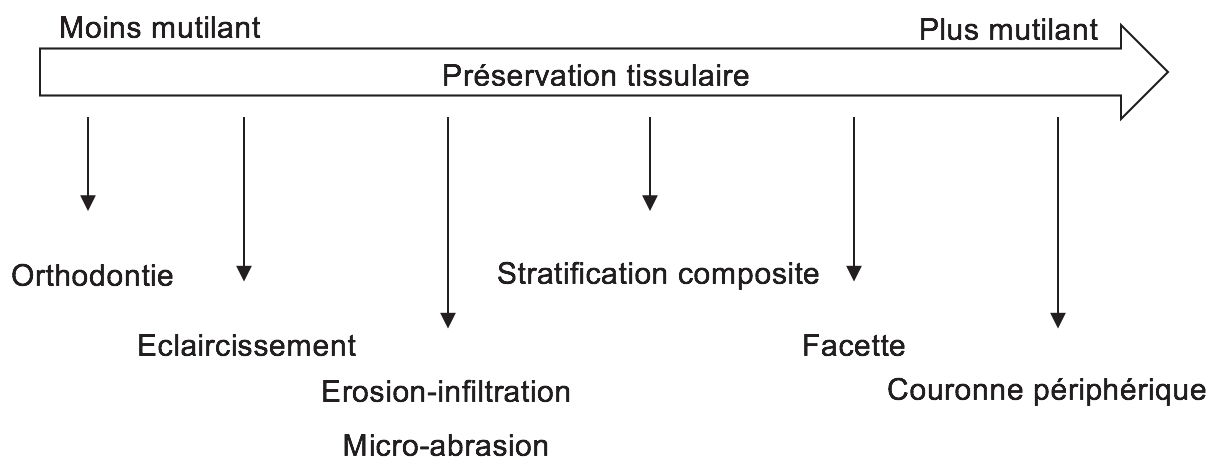 Moins mutilant
Plus mutilant
Préservation tissulaire
Orthodontie
Stratification composite
Eclaircissement
Facette
Erosion-infiltration
Couronne périphérique
Micro-abrasion